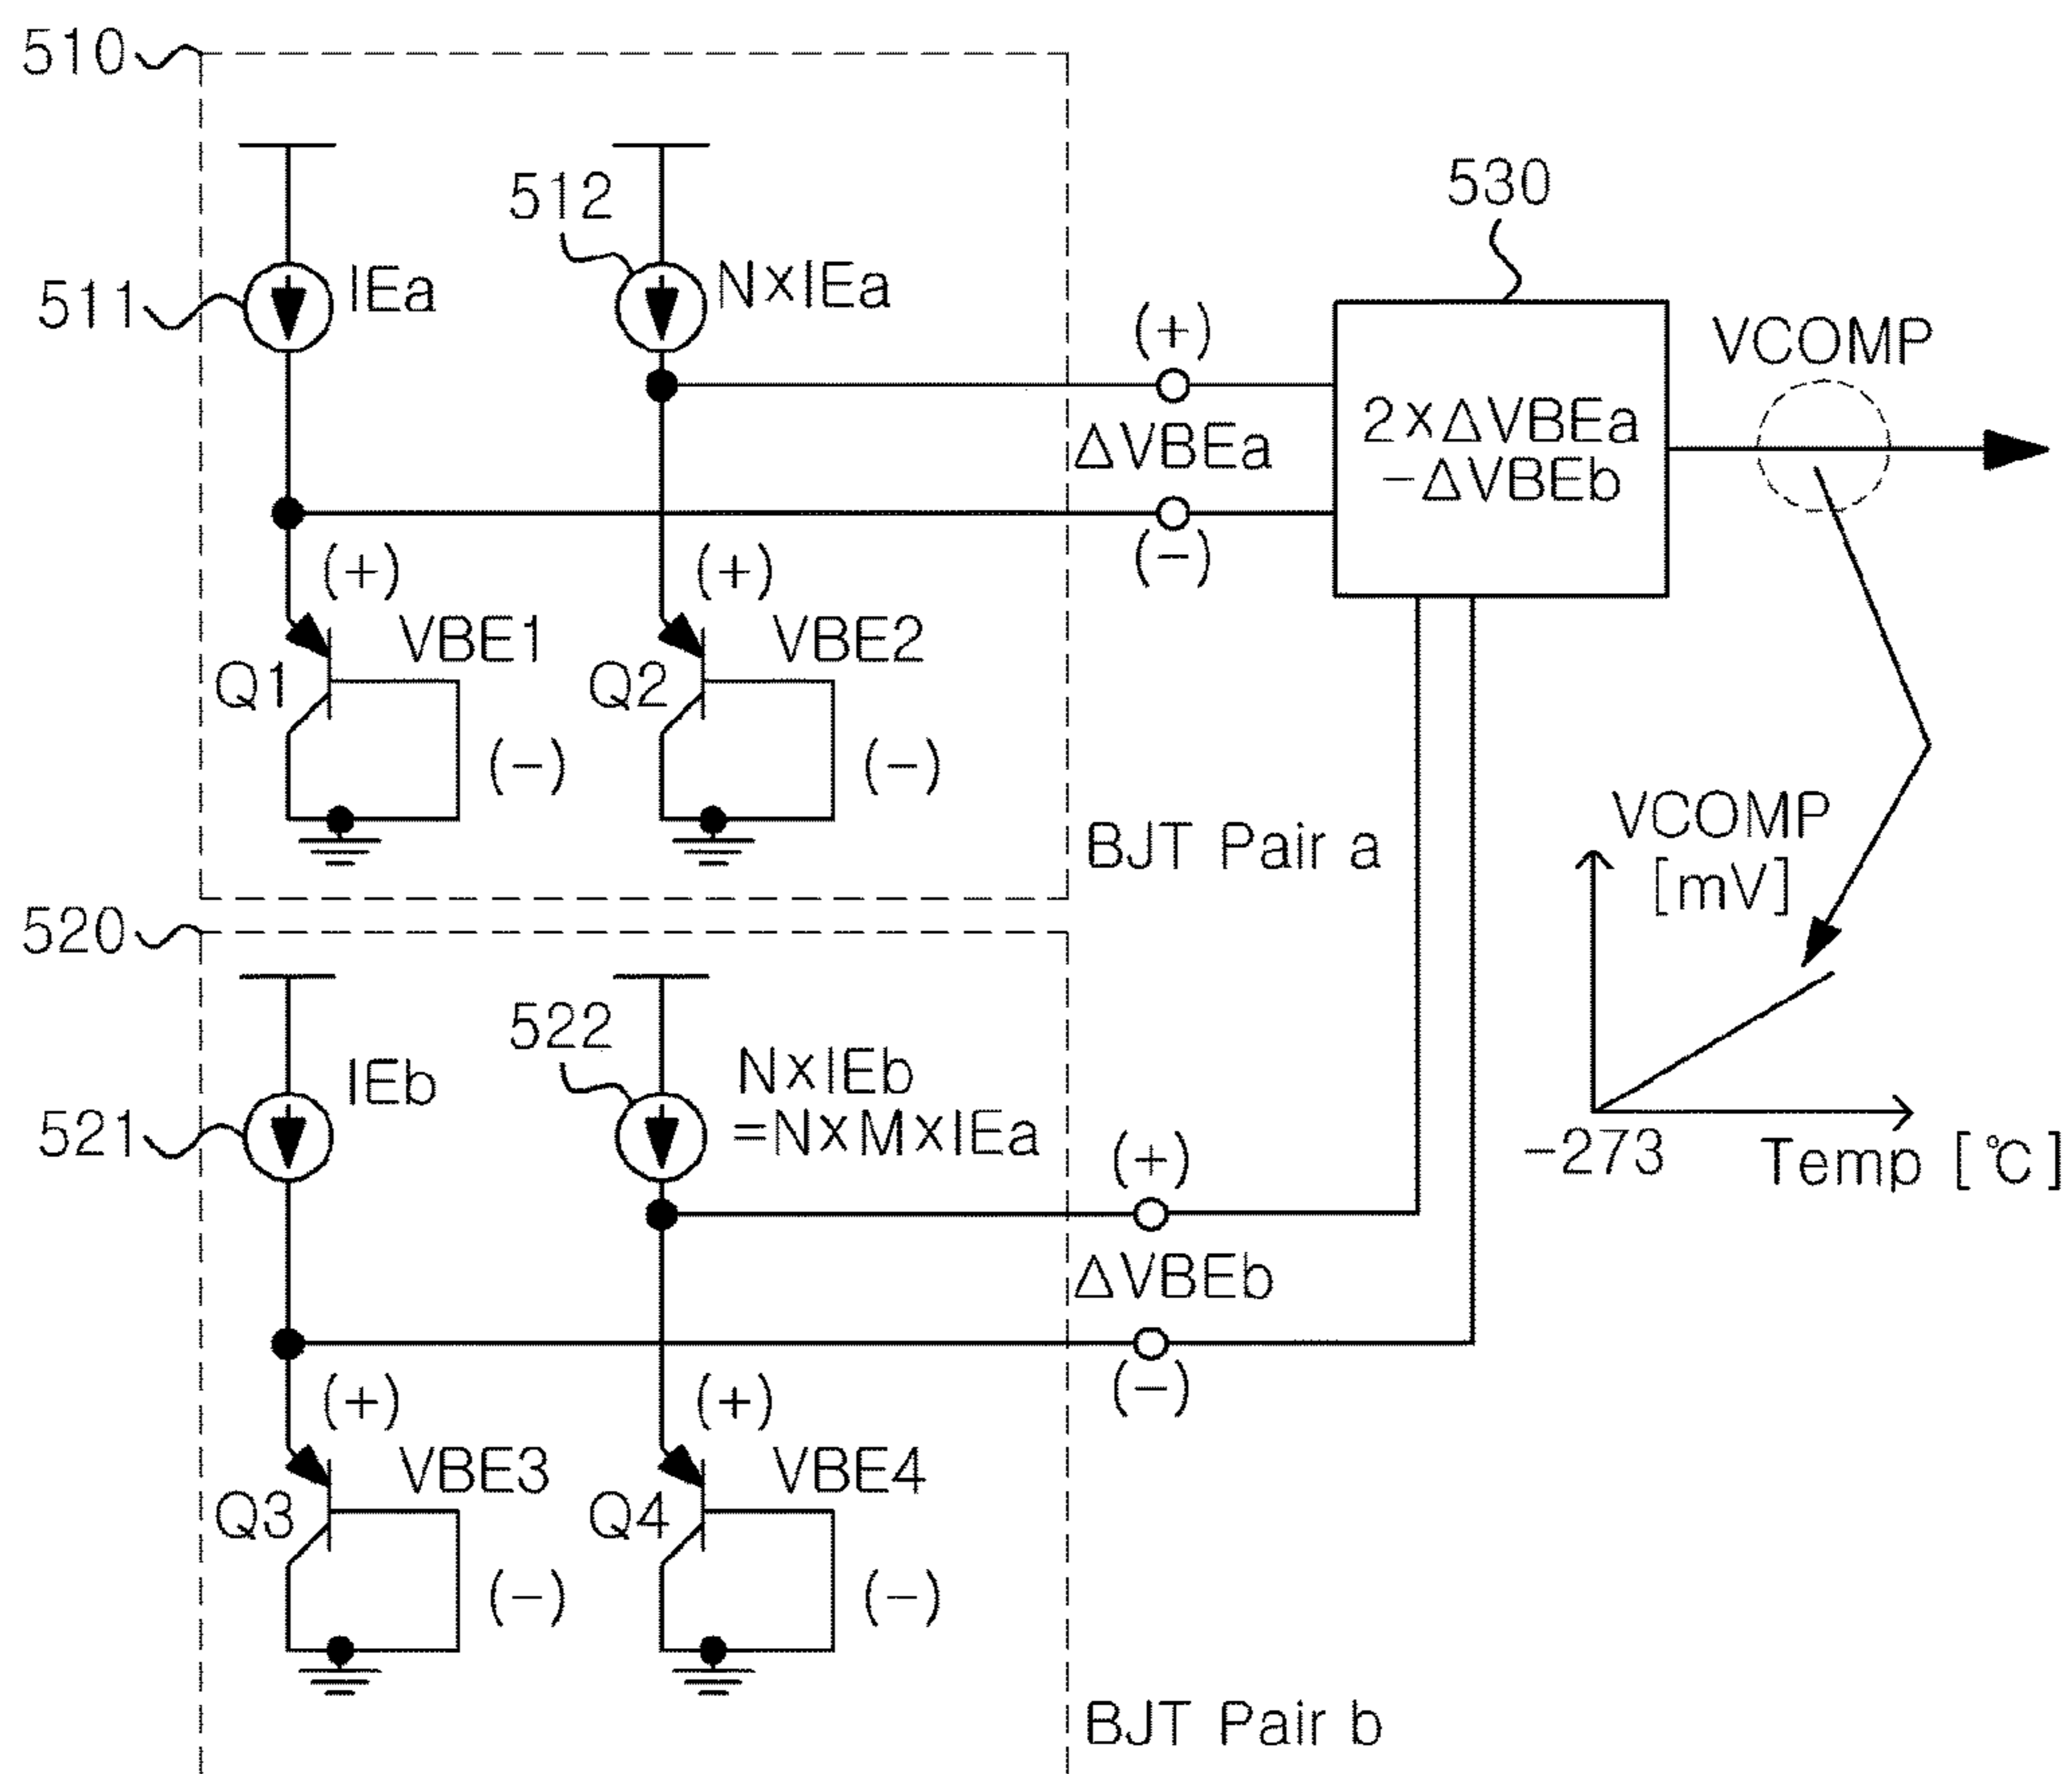 510
512
511
IEa
N×IEa
(+)
ΔVBEa
(-)
530
2×ΔVBEa
-ΔVBEb
VCOMP
(+)
(+)
VBE1
VBE2
Q1
Q2
(-)
(-)
BJT Pair a
VCOMP
[mV]
-273
Temp [℃]
520
522
521
IEb
N×IEb
=N×M×IEa
(+)
ΔVBEb
(-)
(+)
(+)
VBE3
VBE4
Q3
Q4
(-)
(-)
BJT Pair b